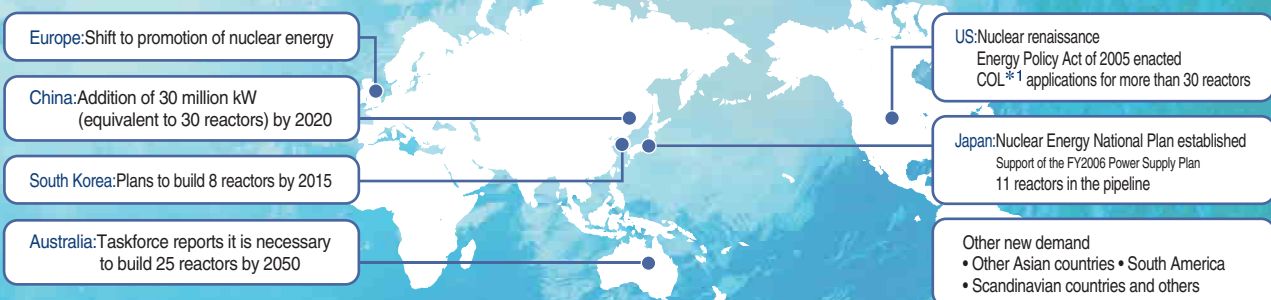 Europe:Shift to promotion of nuclear energy
China:Addition of 30 million kW
(equivalent to 30 reactors) by 2020
South Korea:Plans to build 8 reactors by 2015
Australia:Taskforce reports it is necessary
to build 25 reactors by 2050
US:Nuclear renaissance
Energy Policy Act of 2005 enacted
COL*1 applications for more than 30 reactors
Japan:Nuclear Energy National Plan established
Support of the FY2006 Power Supply Plan
11 reactors in the pipeline
Other new demand
• Other Asian countries • South America
• Scandinavian countries and others